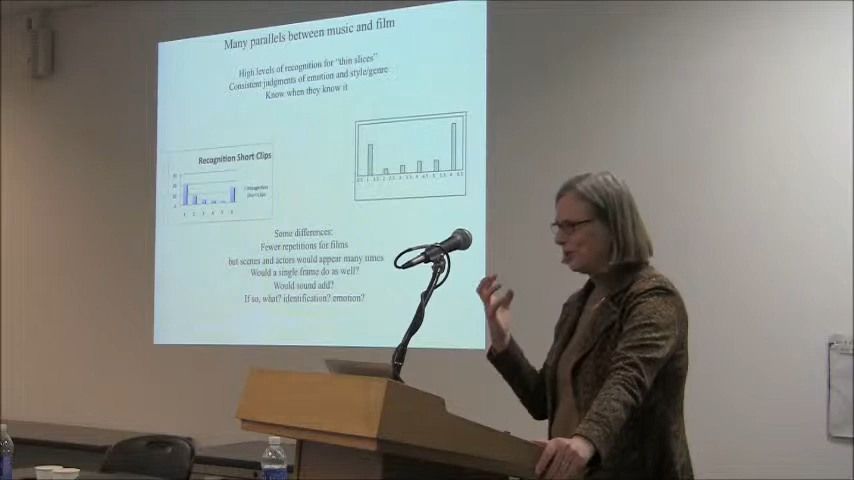 Many parallels between music and film
High levels of recognition for "thin slices"
Consistent judgments of emotion and style/genre
Know when they know it
Recognition Short Clips
Some differences:
Fewer repetitions for films
but scenes and actors would appear many times
Would a single frame do as well?
Would sound add?
If so, what? identification? emotion?